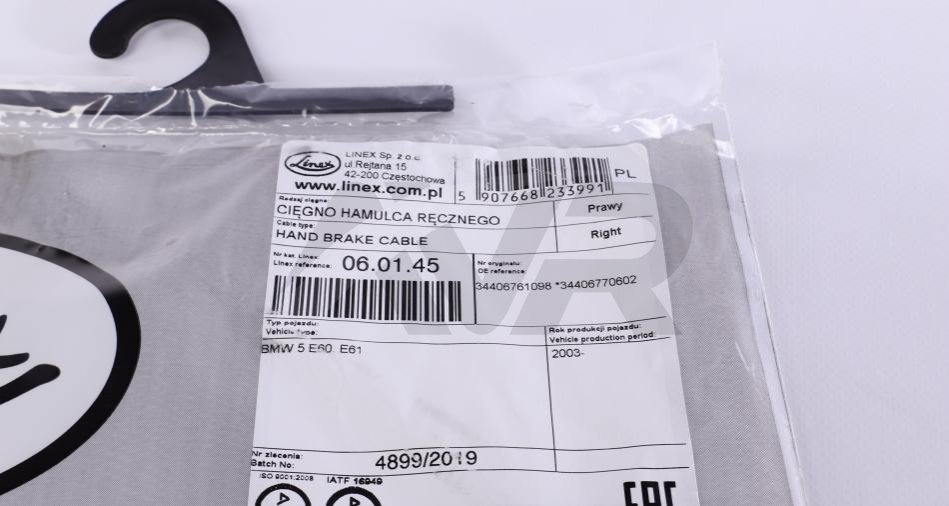 Linex
LINEX Sp. z o.o.
ul Rejtana 15
42-200 Częstochowa
www.linex.com.pl
5 907668 233991
PL
Rodzaj cięgna:
CIĘGNO HAMULCA RĘCZNEGO
Prawy
Cable type:
HAND BRAKE CABLE
Right
Nr kat. Linex:
Linex reference:
06.01.45
Nr oryginału:
OE reference:
34406761098 *34406770602
Typ pojazdu:
Vehicle type:
BMW 5 E60, E61
Rok produkcji pojazdu:
Vehicle production period:
2003-
Nr zlecenia:
Batch No:
4899/2019
ISO 9001:2008
IATF 16949
EAC